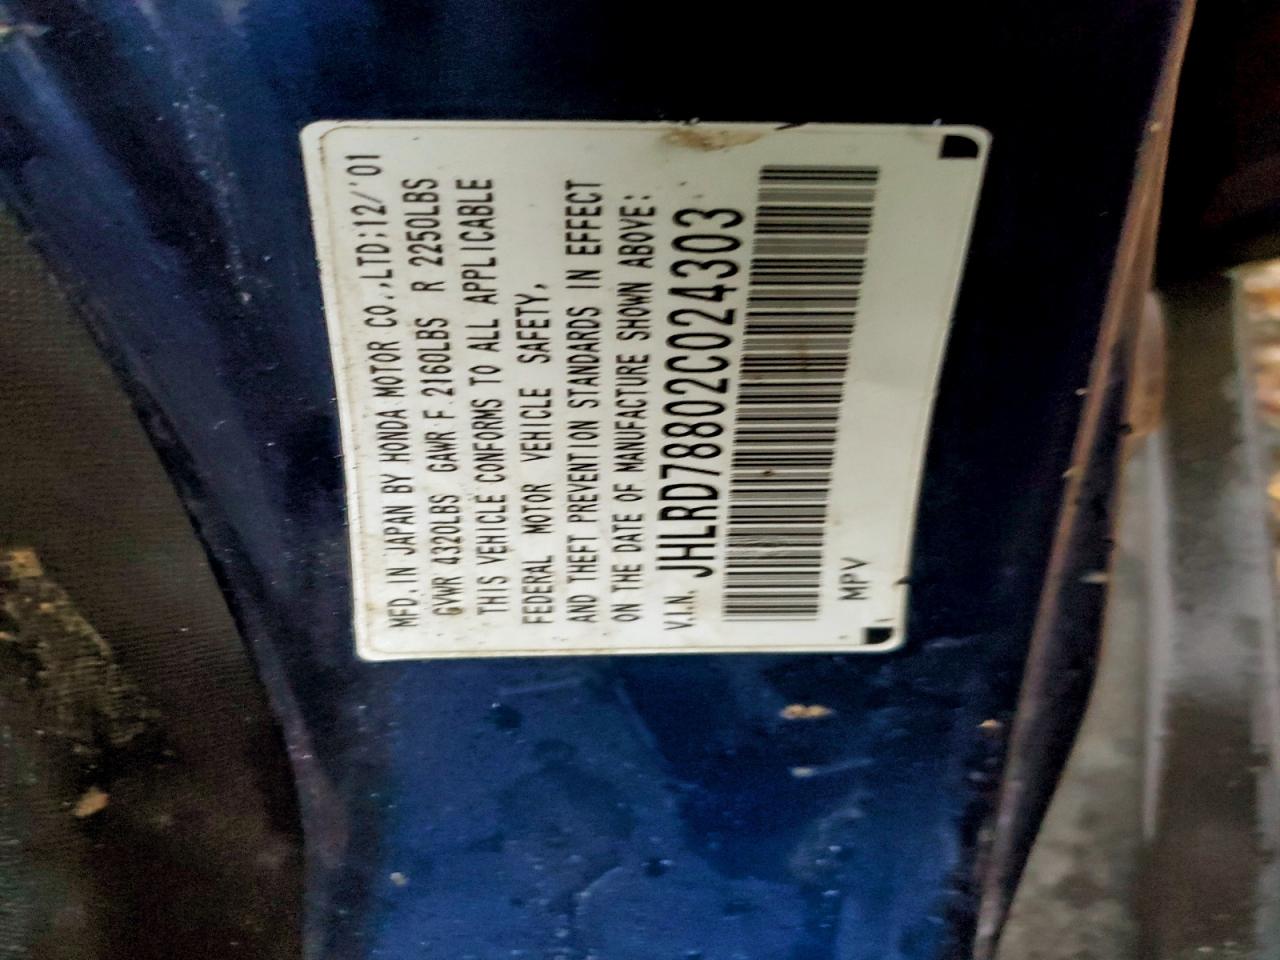 MFD.IN JAPAN BY HONDA MOTOR CO.,LTD;12/'01
GVWR 4320LBS GAWR F 2160LBS R 2250LBS
THIS VEHICLE CONFORMS TO ALL APPLICABLE
FEDERAL MOTOR VEHICLE SAFETY,
AND THEFT PREVENTION STANDARDS IN EFFECT
ON THE DATE OF MANUFACTURE SHOWN ABOVE:
V.I.N. JHLRD78802C024303
MPV